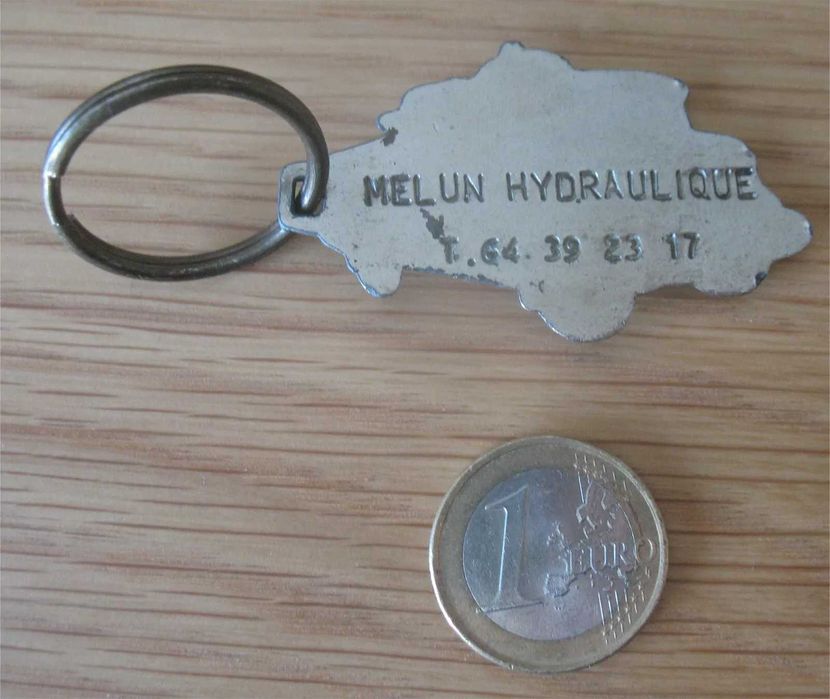 MELUN HYDRAULIQUE
T. 64 39 23 17
1 EURO